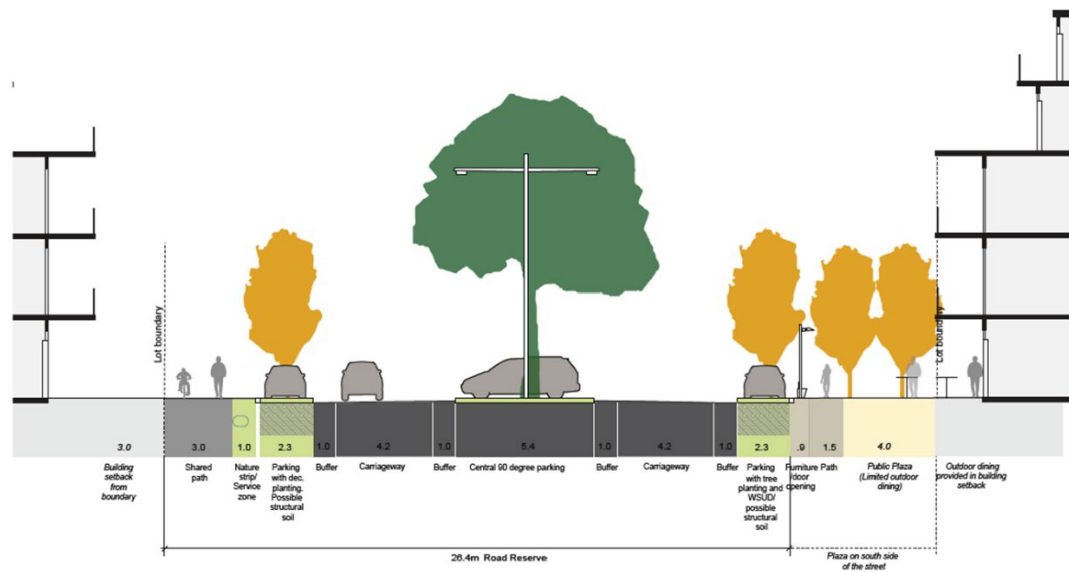 Lot boundary
Lot boundary
3.0
3.0
1.0
2.3
1.0
4.2
1.0
5.4
1.0
4.2
1.0
2.3
.9
1.5
4.0
Building
setback
from
boundary
Shared
path
Nature
strip/
Service
zone
Parking
with dec.
planting.
Possible
structural
soil
Buffer
Carriageway
Buffer
Central 90 degree parking
Buffer
Carriageway
Buffer
Parking
with tree
planting and
WSUD/
possible
structural
soil
Furniture
/door
opening
Path
Public Plaza
(Limited outdoor
dining)
Outdoor dining
provided in building
setback
26.4m Road Reserve
Plaza on south side
of the street